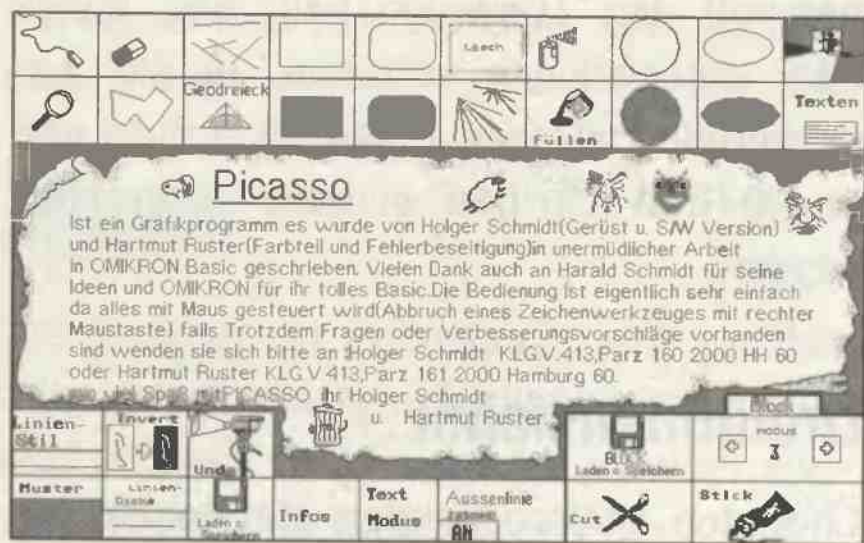 Lösch
Geodreieck
Füllen
Texten
Picasso
Ist ein Grafikprogramm es wurde von Holger Schmidt(Gerüst u. S/W Version)
und Hartmut Ruster(Farbteil und Fehlerbeseitigung)in unermüdlicher Arbeit
in OMIKRON Basic geschrieben. Vielen Dank auch an Harald Schmidt für seine
Ideen und OMIKRON für ihr tolles Basic.Die Bedienung ist eigentlich sehr einfach
da alles mit Maus gesteuert wird(Abbruch eines Zeichenwerkzeuges mit rechter
Maustaste) falls Trotzdem Fragen oder Verbesserungsvorschläge vorhanden
sind wenden sie sich bitte an :Holger Schmidt KLG.V.413,Parz 160 2000 HH 60
oder Hartmut Ruster KLG.V 413,Parz 161 2000 Hamburg 60.
viel Spaß mit PICASSO ihr Holger Schmidt
u. Hartmut Ruster.
Block
Linien-
Stil
Invert
Undo
BLOCK
Laden o. Speichern
MODUS
3
Muster
Linien-
Dicke
Laden o.
Speichern
Infos
Text
Modus
Aussenlinie
AN
Cut
Stick